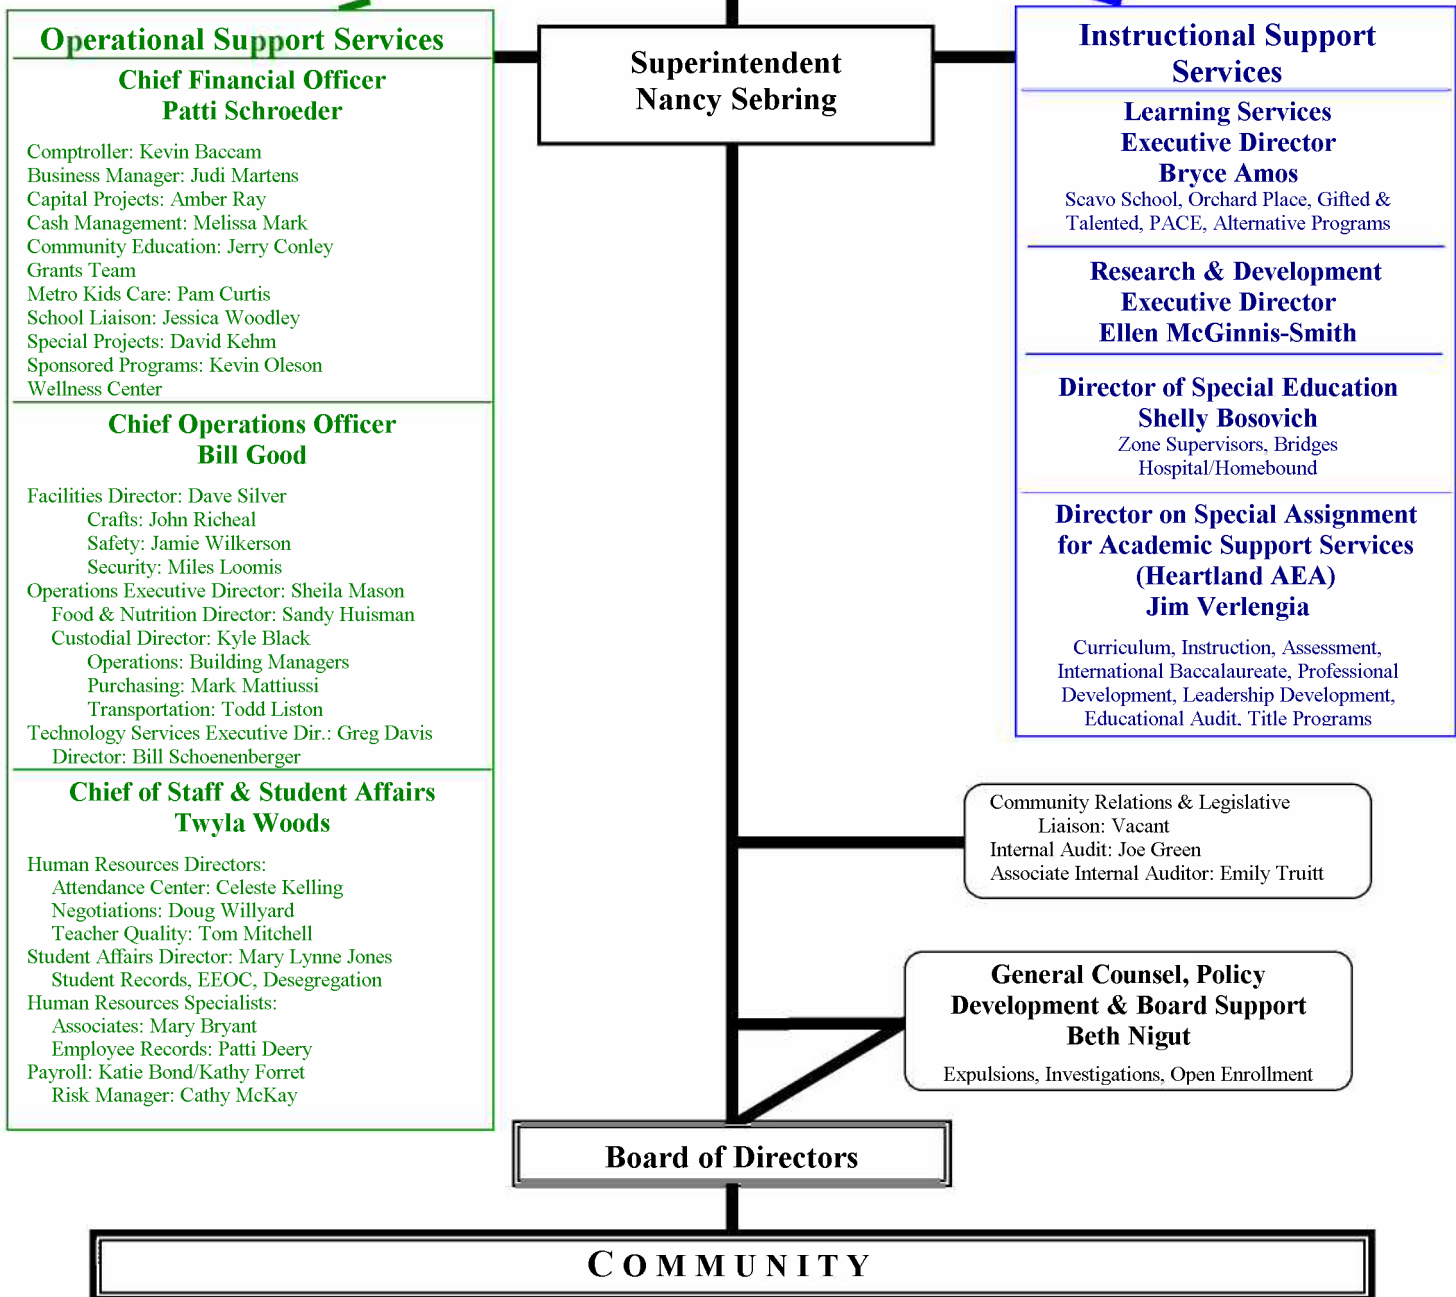 Operational Support Services
Chief Financial Officer
Patti Schroeder
Comptroller: Kevin Baccam
Business Manager: Judi Martens
Capital Projects: Amber Ray
Cash Management: Melissa Mark
Community Education: Jerry Conley
Grants Team
Metro Kids Care: Pam Curtis
School Liaison: Jessica Woodley
Special Projects: David Kehm
Sponsored Programs: Kevin Oleson
Wellness Center
Chief Operations Officer
Bill Good
Facilities Director: Dave Silver
Crafts: John Richeal
Safety: Jamie Wilkerson
Security: Miles Loomis
Operations Executive Director: Sheila Mason
Food & Nutrition Director: Sandy Huisman
Custodial Director: Kyle Black
Operations: Building Managers
Purchasing: Mark Mattiussi
Transportation: Todd Liston
Technology Services Executive Dir.: Greg Davis
Director: Bill Schoenenberger
Chief of Staff & Student Affairs
Twyla Woods
Human Resources Directors:
Attendance Center: Celeste Kelling
Negotiations: Doug Willyard
Teacher Quality: Tom Mitchell
Student Affairs Director: Mary Lynne Jones
Student Records, EEOC, Desegregation
Human Resources Specialists:
Associates: Mary Bryant
Employee Records: Patti Deery
Payroll: Katie Bond/Kathy Forret
Risk Manager: Cathy McKay
Superintendent
Nancy Sebring
Instructional Support
Services
Learning Services
Executive Director
Bryce Amos
Scavo School, Orchard Place, Gifted &
Talented, PACE, Alternative Programs
Research & Development
Executive Director
Ellen McGinnis-Smith
Director of Special Education
Shelly Bosovich
Zone Supervisors, Bridges
Hospital/Homebound
Director on Special Assignment
for Academic Support Services
(Heartland AEA)
Jim Verlengia
Curriculum, Instruction, Assessment,
International Baccalaureate, Professional
Development, Leadership Development,
Educational Audit, Title Programs
Community Relations & Legislative
Liaison: Vacant
Internal Audit: Joe Green
Associate Internal Auditor: Emily Truitt
General Counsel, Policy
Development & Board Support
Beth Nigut
Expulsions, Investigations, Open Enrollment
Board of Directors
COMMUNITY